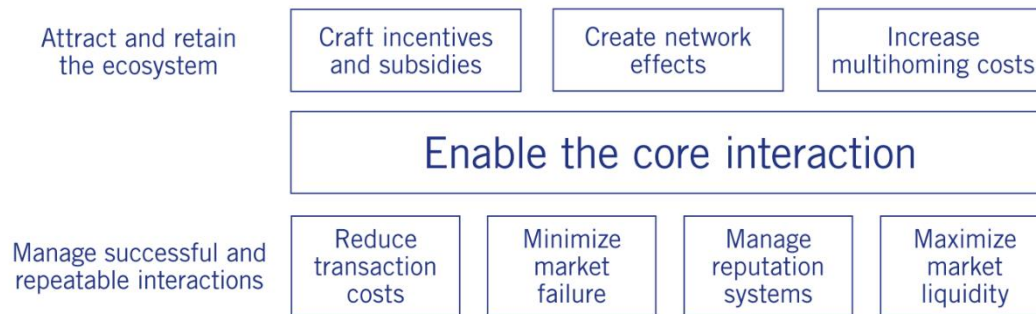 Attract and retain
the ecosystem
Craft incentives
and subsidies
Create network
effects
Increase
multihoming costs
Enable the core interaction
Manage successful and
repeatable interactions
Reduce
transaction
costs
Minimize
market
failure
Manage
reputation
systems
Maximize
market
liquidity